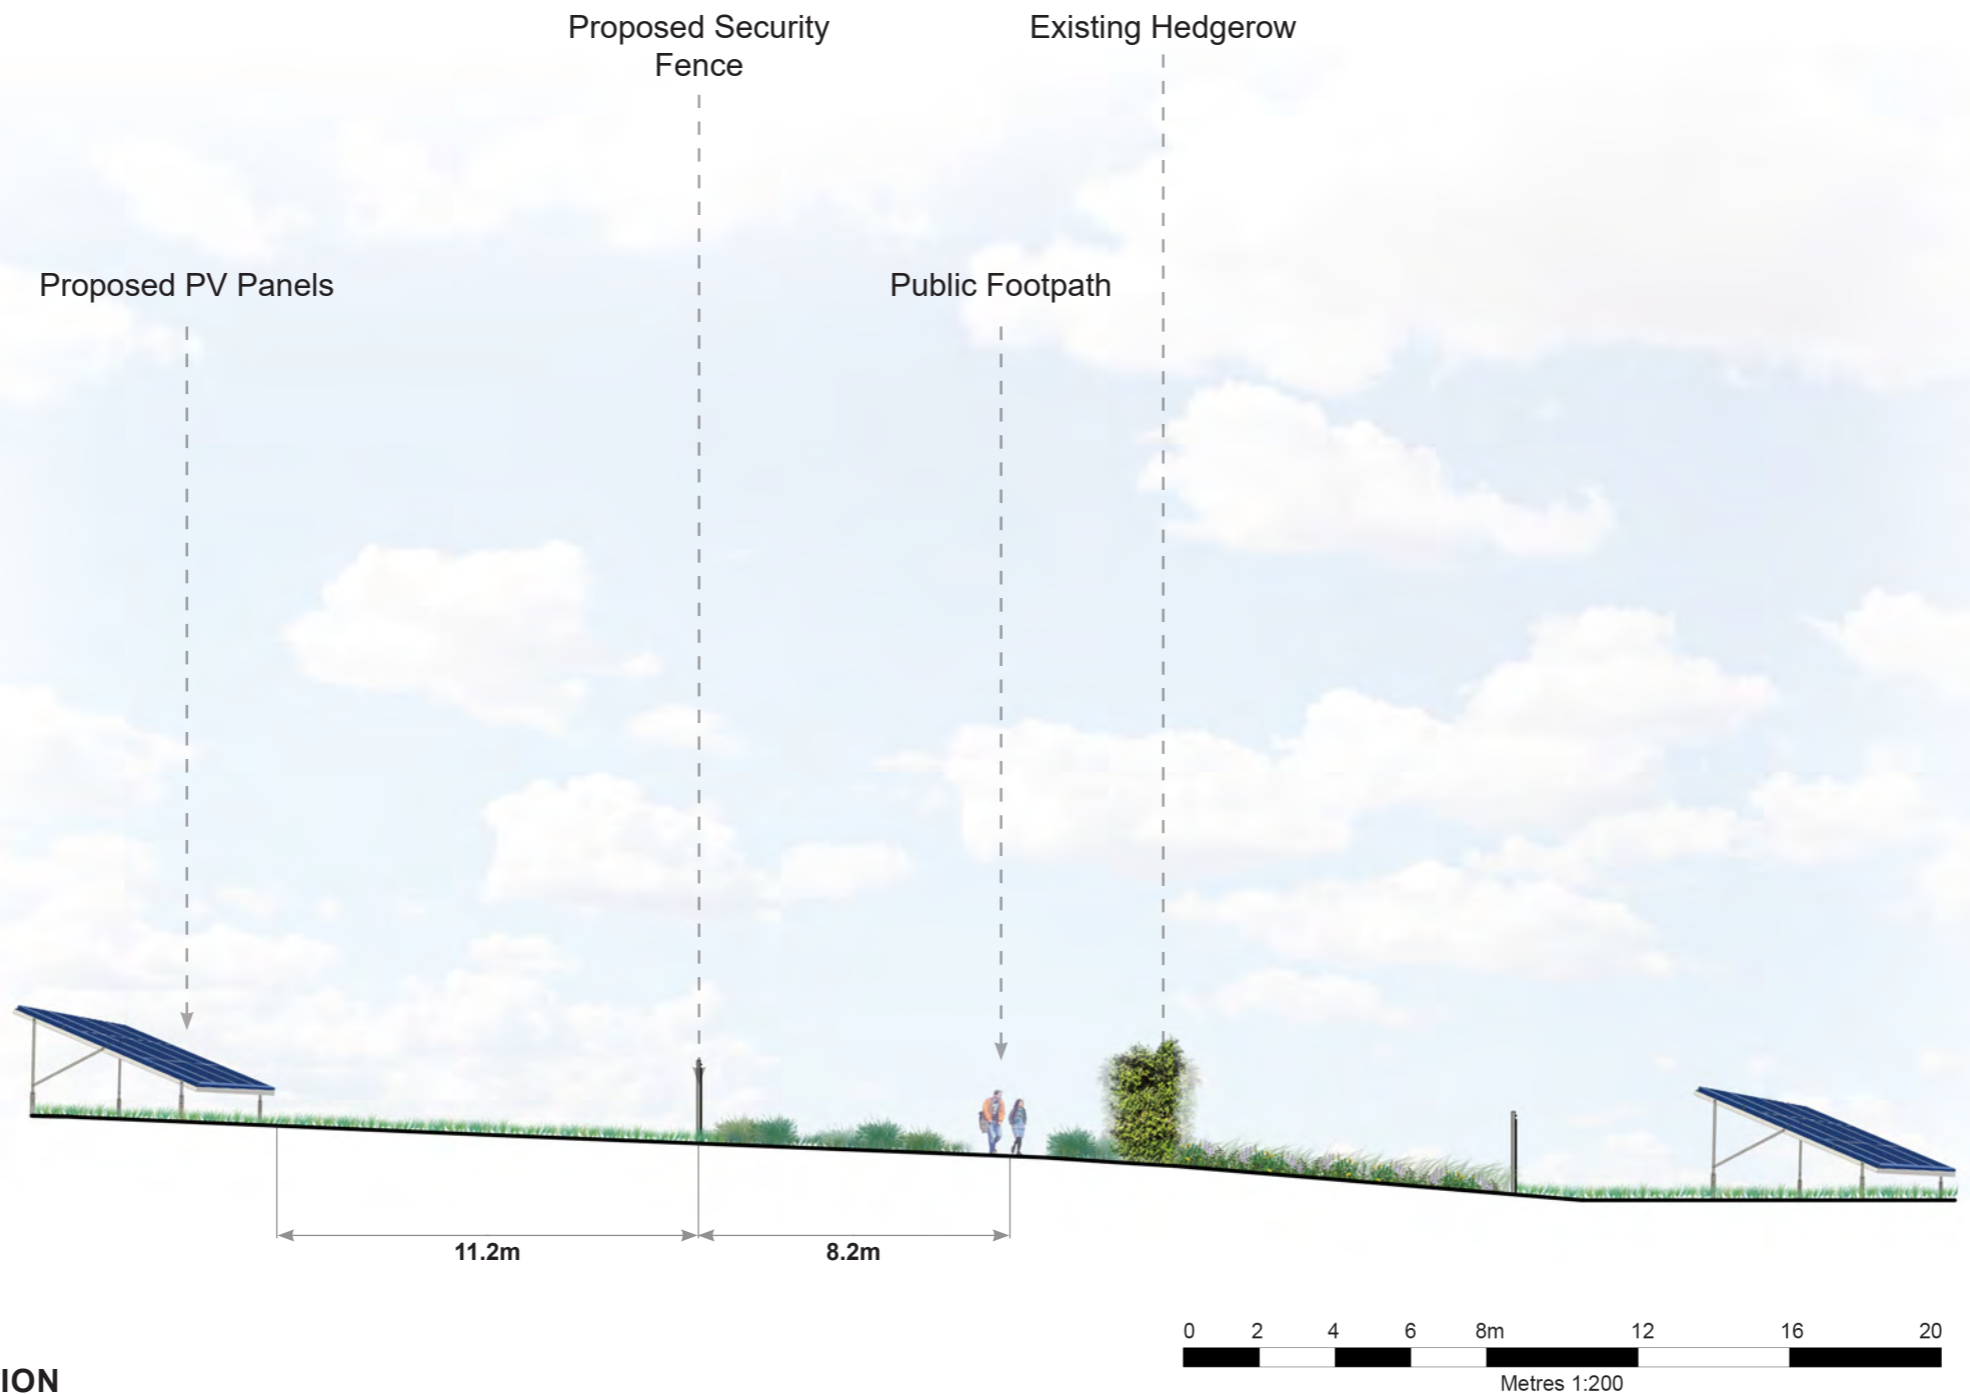 Proposed Security
Fence
Existing Hedgerow
Proposed PV Panels
Public Footpath
11.2m
8.2m
0 2 4 6 8m 12 16 20
Metres 1:200
ION